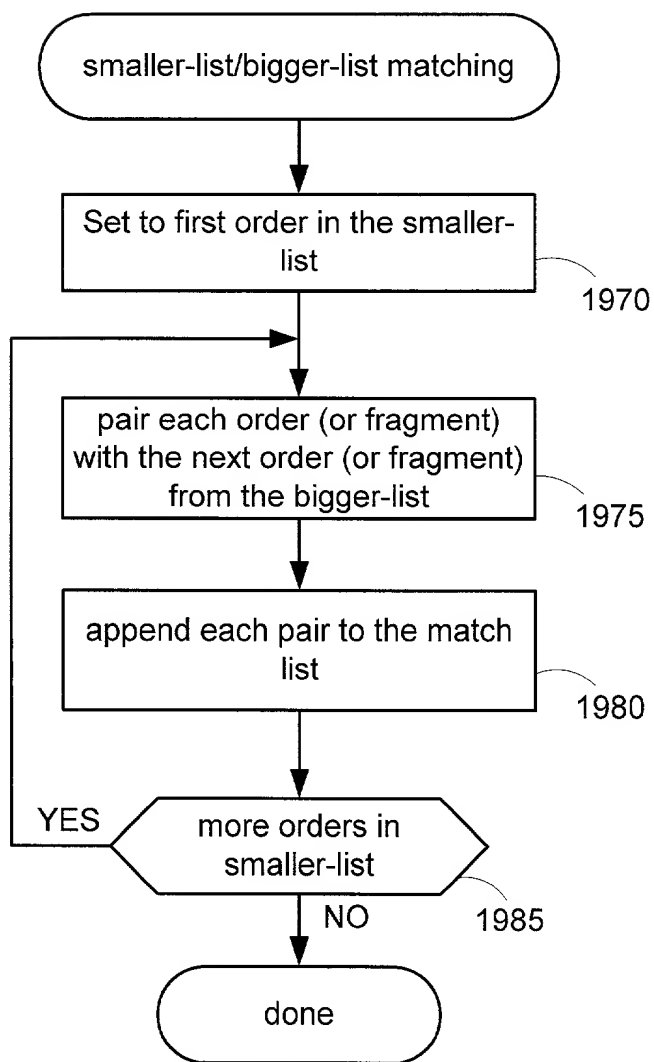 smaller-list/bigger-list matching
Set to first order in the smaller-
list
1970
pair each order (or fragment)
with the next order (or fragment)
from the bigger-list
1975
append each pair to the match
list
1980
YES
more orders in
smaller-list
1985
NO
done